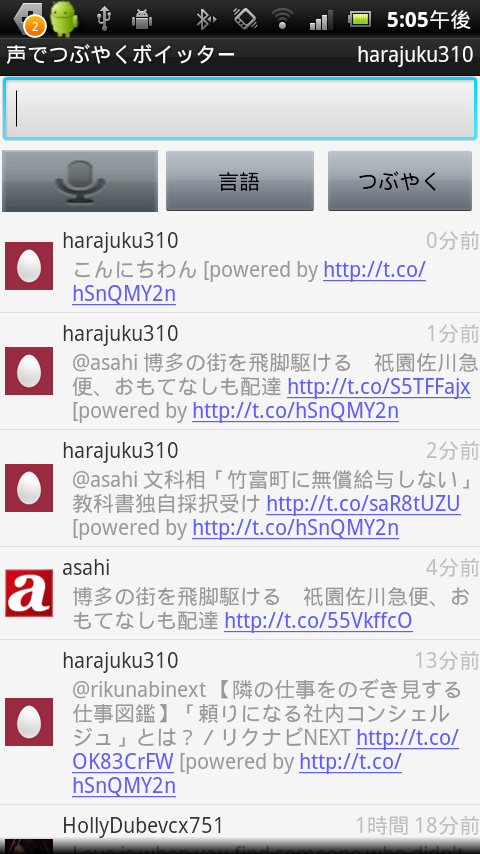 2
5:05午後
声でつぶやくボイッター harajuku310
言語 つぶやく
harajuku310 0分前
こんにちわん [powered by http://t.co/
hSnQMY2n
harajuku310 1分前
@asahi 博多の街を飛脚駆ける　祇園佐川急
便、おもてなしも配達 http://t.co/S5TFFajx
[powered by http://t.co/hSnQMY2n
harajuku310 2分前
@asahi 文科相「竹富町に無償給与しない」
教科書独自採択受け http://t.co/saR8tUZU
[powered by http://t.co/hSnQMY2n
asahi 4分前
a
博多の街を飛脚駆ける　祇園佐川急便、お
もてなしも配達 http://t.co/55VkffcO
harajuku310 13分前
@rikunabinext 【隣の仕事をのぞき見する
仕事図鑑】「頼りになる社内コンシェル
ジュ」とは？ / リクナビNEXT http://t.co/
OK83CrFW [powered by http://t.co/
hSnQMY2n
HollyDubevcx751 1時間 18分前
Love is when you find someone who didn't